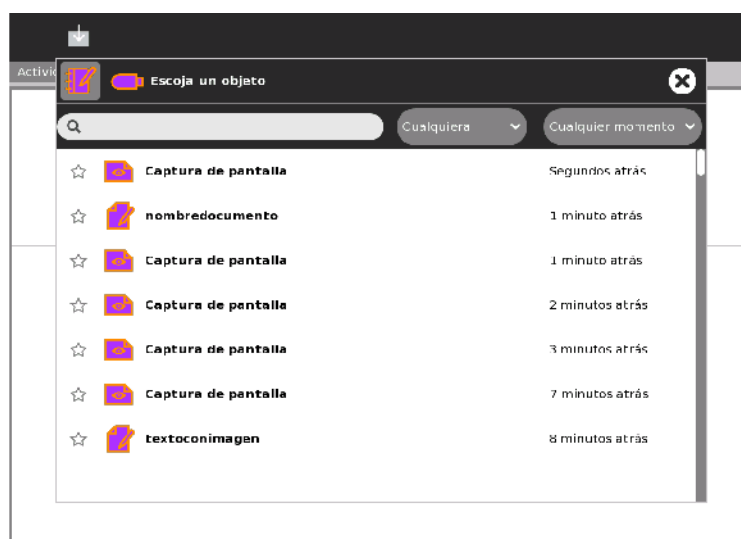 Activi
Escoja un objeto
Cualquiera Cualquier momento
Captura de pantalla Segundos atrás
nombredocumento 1 minuto atrás
Captura de pantalla 1 minuto atrás
Captura de pantalla 2 minutos atrás
Captura de pantalla 3 minutos atrás
Captura de pantalla 7 minutos atrás
textoconimagen 8 minutos atrás